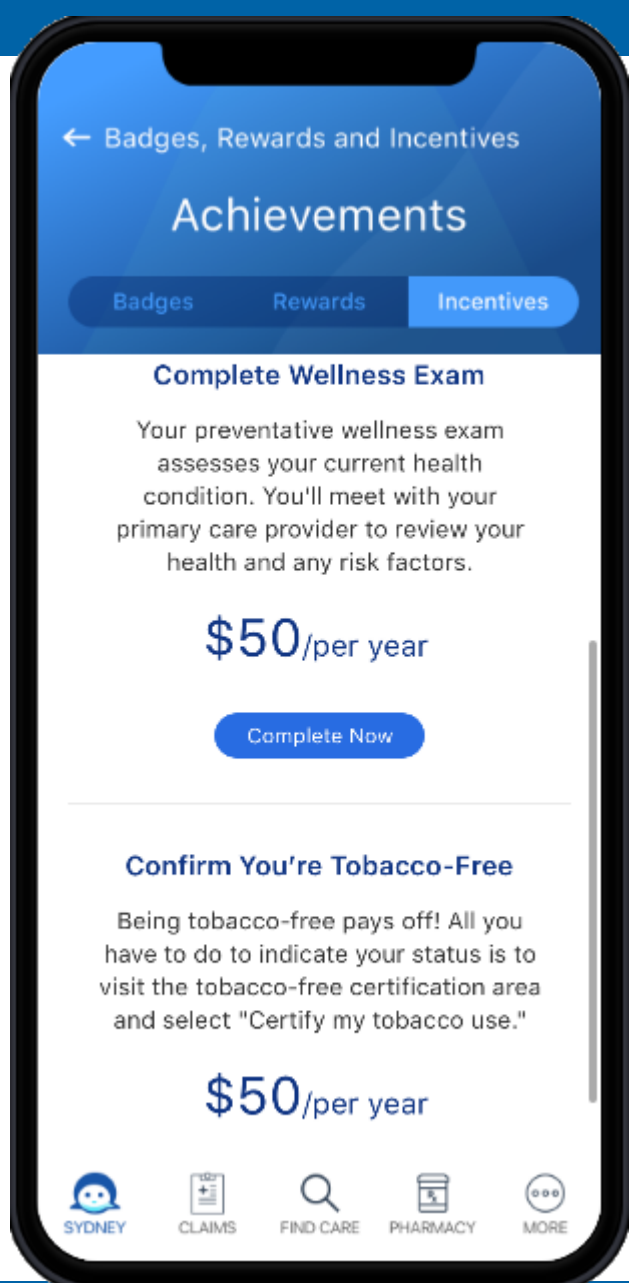 ← Badges, Rewards and Incentives
Achievements
Badges Rewards Incentives
Complete Wellness Exam
Your preventative wellness exam
assesses your current health
condition. You'll meet with your
primary care provider to review your
health and any risk factors.
$50/per year
Complete Now
Confirm You're Tobacco-Free
Being tobacco-free pays off! All you
have to do to indicate your status is to
visit the tobacco-free certification area
and select "Certify my tobacco use."
$50/per year
SYDNEY CLAIMS FIND CARE PHARMACY MORE